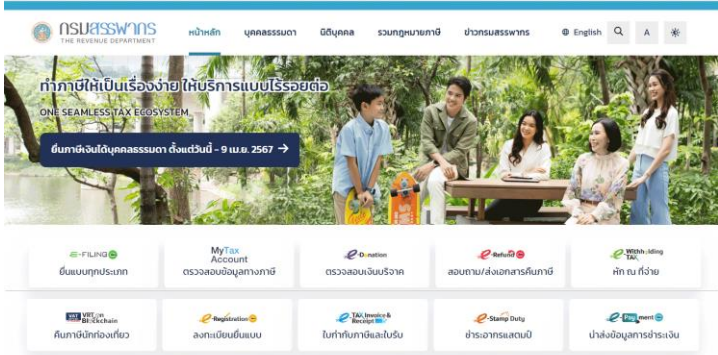 กรมสรรพากร
THE REVENUE DEPARTMENT
หน้าหลัก บุคคลธรรมดา นิติบุคคล รวมกฎหมายภาษี ข่าวกรมสรรพากร English A
ทำภาษีให้เป็นเรื่องง่าย ให้บริการแบบไร้รอยต่อ
ONE SEAMLESS TAX ECOSYSTEM
ยื่นภาษีเงินได้บุคคลธรรมดา ตั้งแต่วันนี้ - 9 เม.ย. 2567 →
E-FILING
ยื่นแบบทุกประเภท
MyTax
Account
ตรวจสอบข้อมูลทางภาษี
e-Donation
ตรวจสอบเงินบริจาค
e-Refund
สอบถาม/ส่งเอกสารคืนภาษี
e-Withholding
TAX
หัก ณ ที่จ่าย
VRT on
Blockchain
คืนภาษีนักท่องเที่ยว
e-Registration
ลงทะเบียนยื่นแบบ
e-TAX Invoice &
Receipt
ใบกำกับภาษีและใบรับ
e-Stamp Duty
ชำระอากรแสตมป์
e-Payment
นำส่งข้อมูลการชำระเงิน